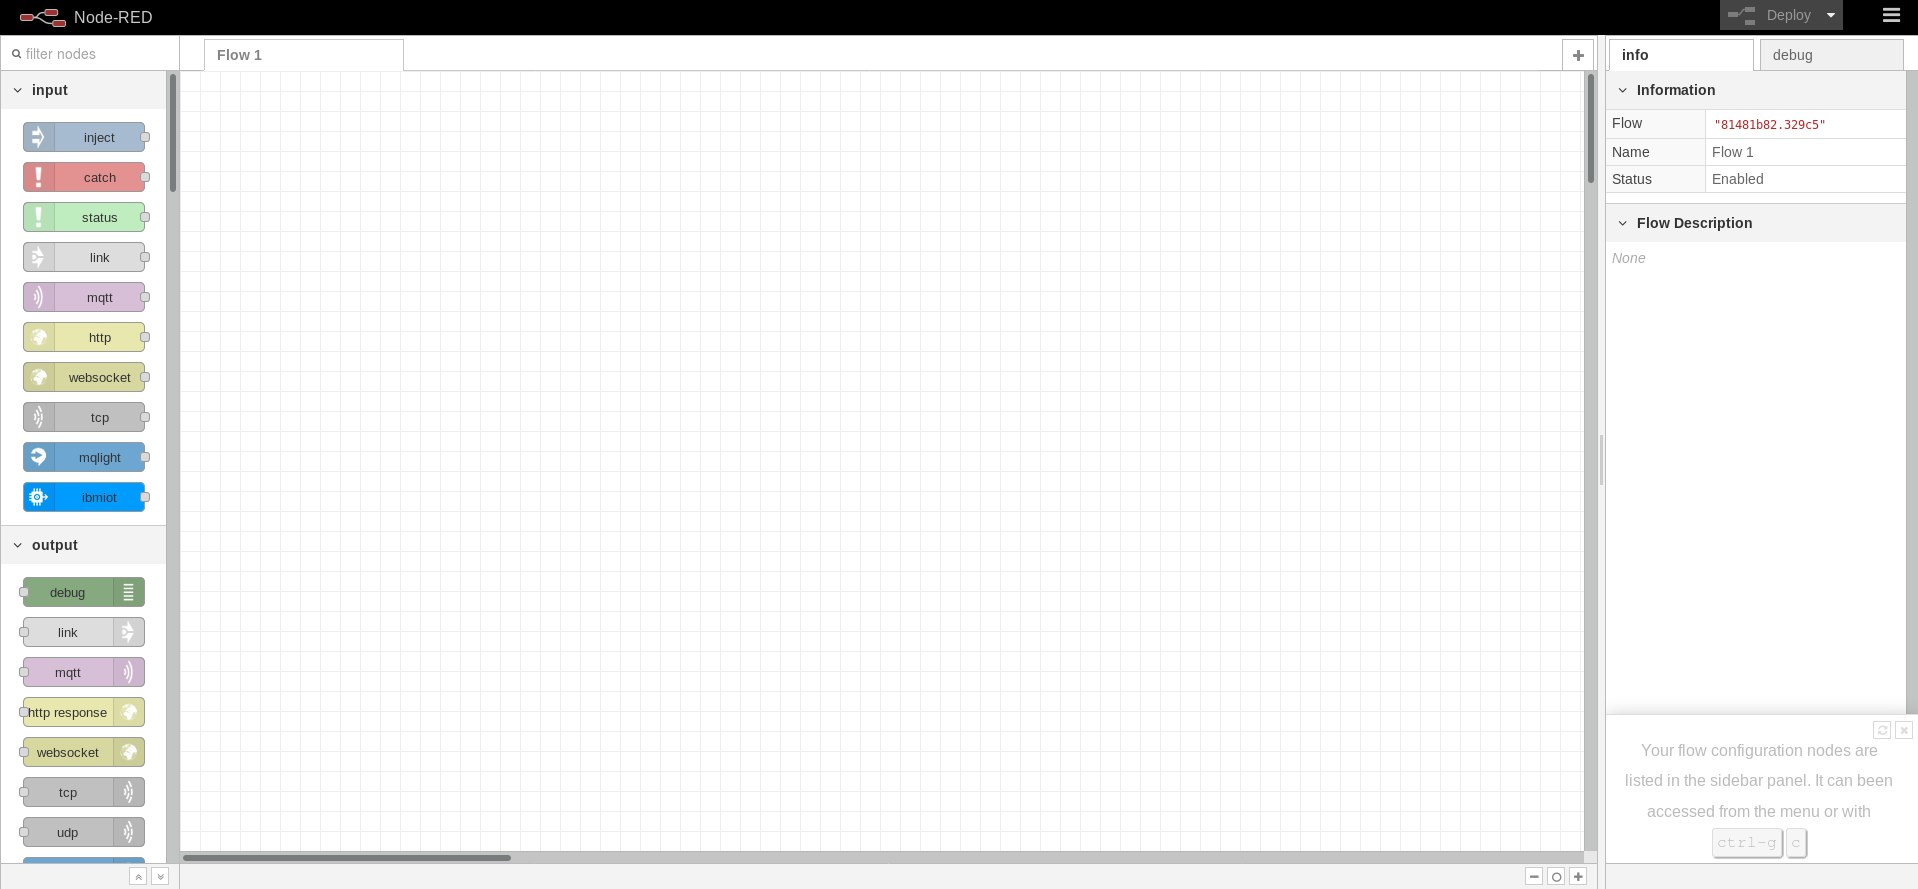 Node-RED
Deploy
filter nodes
Flow 1
info
debug
input
inject
catch
status
link
mqtt
http
websocket
tcp
mqlight
ibmiot
output
debug
link
mqtt
http response
websocket
tcp
udp
Information
Flow "81481b82.329c5"
Name Flow 1
Status Enabled
Flow Description
None
Your flow configuration nodes are
listed in the sidebar panel. It can been
accessed from the menu or with
ctrl-g c